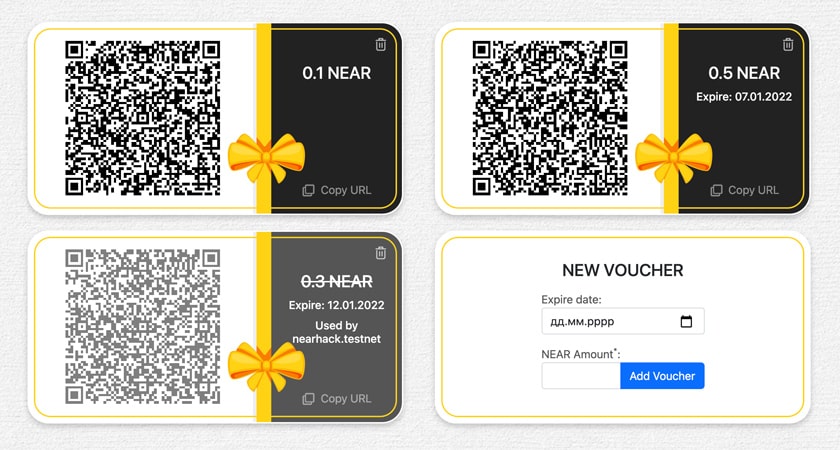 0.1 NEAR
Copy URL
0.5 NEAR
Expire: 07.01.2022
Copy URL
0.3 NEAR
Expire: 12.01.2022
Used by
nearhack.testnet
Copy URL
NEW VOUCHER
Expire date:
дд.мм.рррр
NEAR Amount*:
Add Voucher